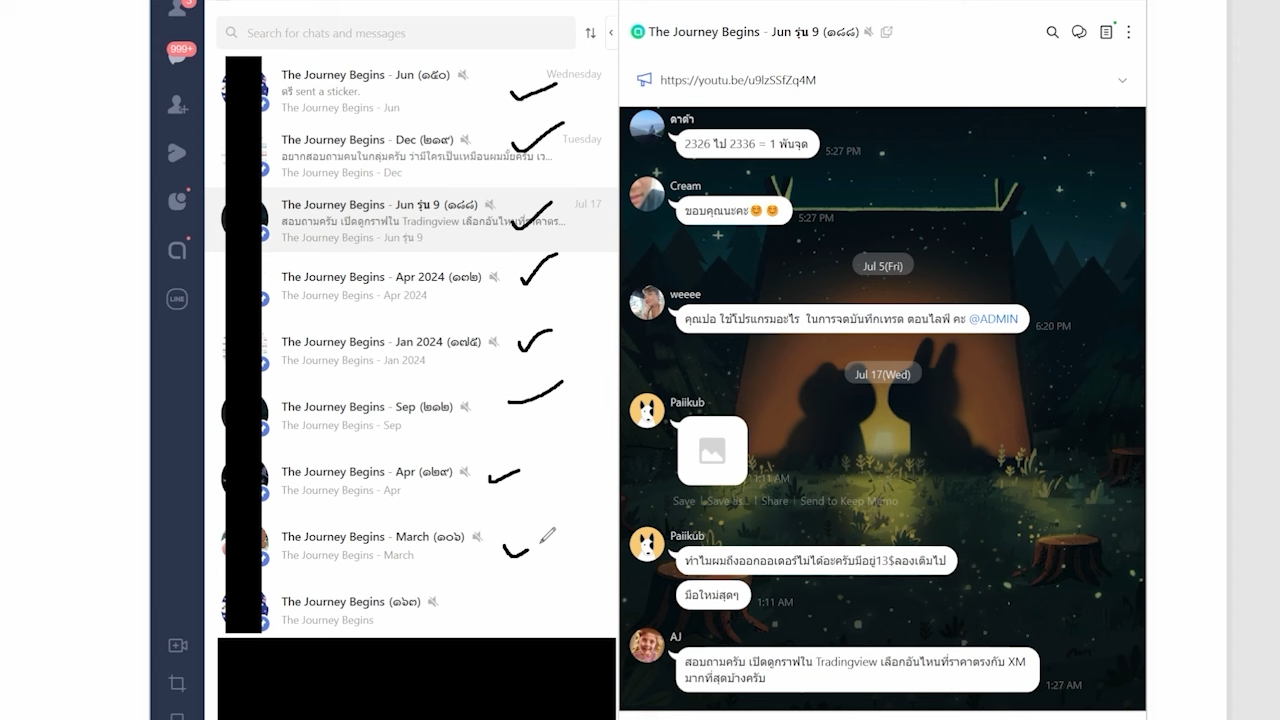 3
999+
LINE
Search for chats and messages
The Journey Begins - Jun (๑๕๐)
Wednesday
ศรี sent a sticker.
The Journey Begins - Jun
The Journey Begins - Dec (๒๑๙)
Tuesday
อยากสอบถามคนในกลุ่มครับ ว่ามีใครเป็นเหมือนผมมั้ยครับ เว...
The Journey Begins - Dec
The Journey Begins - Jun รุ่น 9 (๑๘๘)
Jul 17
สอบถามครับ เปิดดูกราฟใน Tradingview เลือกอันไหนที่ราคาตร...
The Journey Begins - Jun รุ่น 9
The Journey Begins - Apr 2024 (๑๓๒)
The Journey Begins - Apr 2024
The Journey Begins - Jan 2024 (๑๗๕)
The Journey Begins - Jan 2024
The Journey Begins - Sep (๒๑๒)
The Journey Begins - Sep
The Journey Begins - Apr (๑๒๙)
The Journey Begins - Apr
The Journey Begins - March (๑๐๖)
The Journey Begins - March
The Journey Begins (๑๖๓)
The Journey Begins
The Journey Begins - Jun รุ่น 9 (๑๘๘)
https://youtu.be/u9lzSSfZq4M
ตาต้า
2326 ไป 2336 = 1 พันจุด
5:27 PM
Cream
ขอบคุณนะคะ😊 😊
5:27 PM
Jul 5(Fri)
weeee
คุณปอ ใช้โปรแกรมอะไร ในการจดบันทึกเทรด ตอนไลฟ์ คะ @ADMIN
6:20 PM
Jul 17(Wed)
Paiikub
1:11 AM
Save | Save as... | Share | Send to Keep Memo
Paiikub
ทำไมผมถึงออกออเดอร์ไม่ได้อะครับมีอยู่13$ลองเติมไป
มือใหม่สุดๆ
1:11 AM
AJ
สอบถามครับ เปิดดูกราฟใน Tradingview เลือกอันไหนที่ราคาตรงกับ XM
มากที่สุดบ้างครับ
1:27 AM